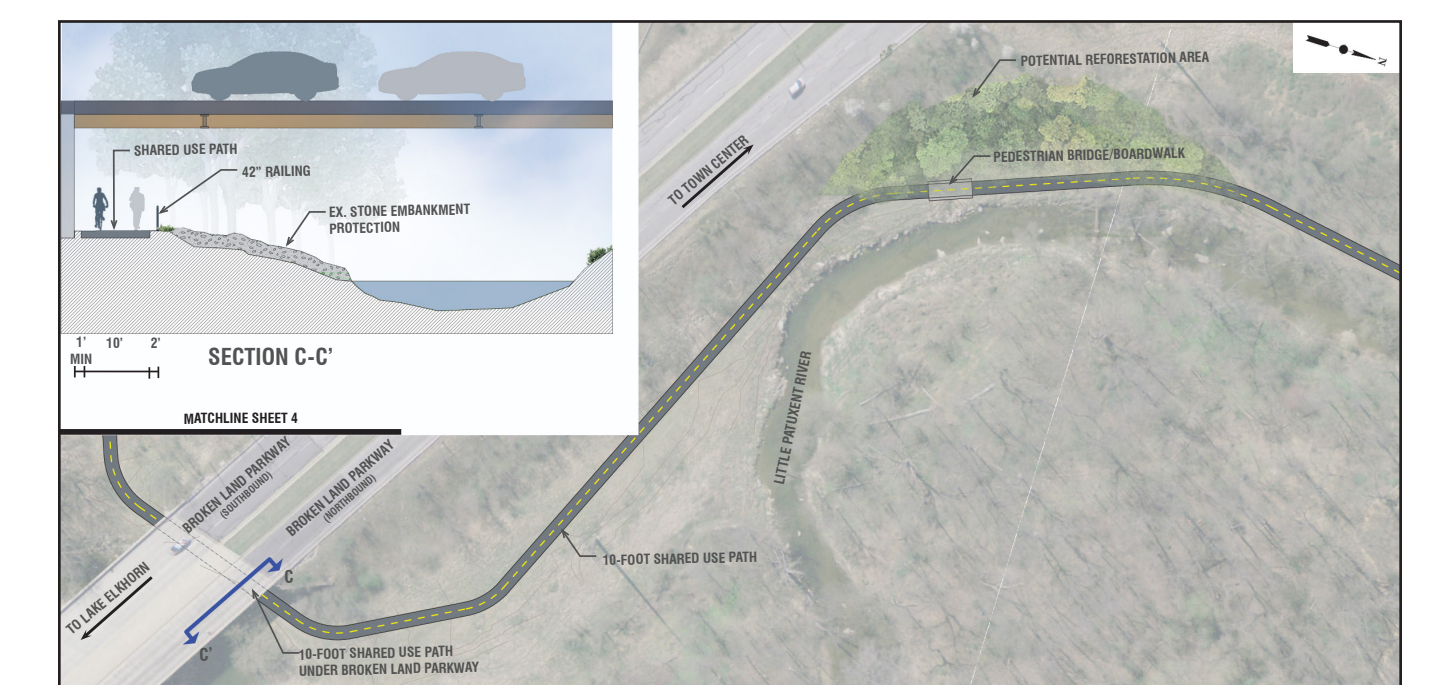 SHARED USE PATH
42" RAILING
EX. STONE EMBANKMENT
PROTECTION
1' 10' 2'
MIN
SECTION C-C'
MATCHLINE SHEET 4
N
POTENTIAL REFORESTATION AREA
PEDESTRIAN BRIDGE/BOARDWALK
TO TOWN CENTER
LITTLE PATUXENT RIVER
BROKEN LAND PARKWAY
(SOUTHBOUND)
BROKEN LAND PARKWAY
(NORTHBOUND)
10-FOOT SHARED USE PATH
TO LAKE ELKHORN
C
C'
10-FOOT SHARED USE PATH
UNDER BROKEN LAND PARKWAY